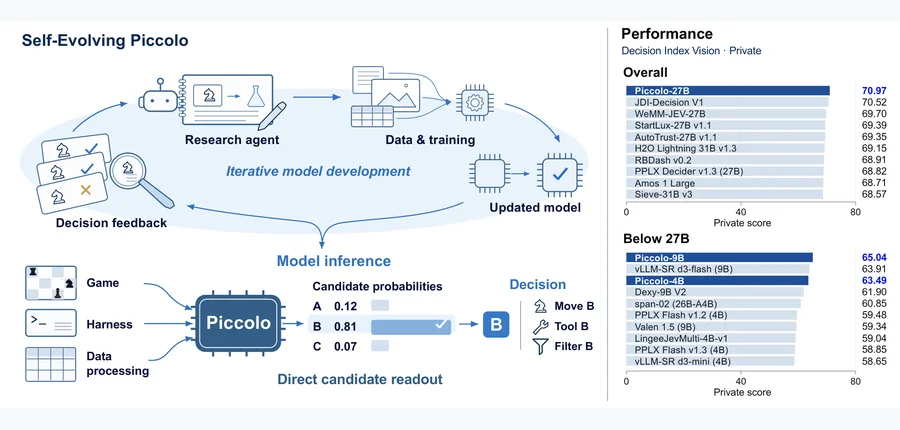 Self-Evolving Piccolo
Research agent
Data & training
Iterative model development
Decision feedback
Updated model
Model inference
Game
Harness
Data
processing
Piccolo
Candidate probabilities
A 0.12
B 0.81
C 0.07
Direct candidate readout
B
Decision
Move B
Tool B
Filter B
Performance
Decision Index Vision · Private
Overall
Piccolo-27B 70.97
JDI-Decision V1 70.52
WeMM-JEV-27B 69.70
StartLux-27B v1.1 69.39
AutoTrust-27B v1.1 69.35
H2O Lightning 31B v1.3 69.15
RBDash v0.2 68.91
PPLX Decider v1.3 (27B) 68.82
Amos 1 Large 68.71
Sieve-31B v3 68.57
0 40 80
Private score
Below 27B
Piccolo-9B 65.04
vLLM-SR d3-flash (9B) 63.91
Piccolo-4B 63.49
Dexy-9B V2 61.90
span-02 (26B-A4B) 60.85
PPLX Flash v1.2 (4B) 59.48
Valen 1.5 (9B) 59.34
LingeeJevMulti-4B-v1 59.04
PPLX Flash v1.3 (4B) 58.85
vLLM-SR d3-mini (4B) 58.65
0 40 80
Private score